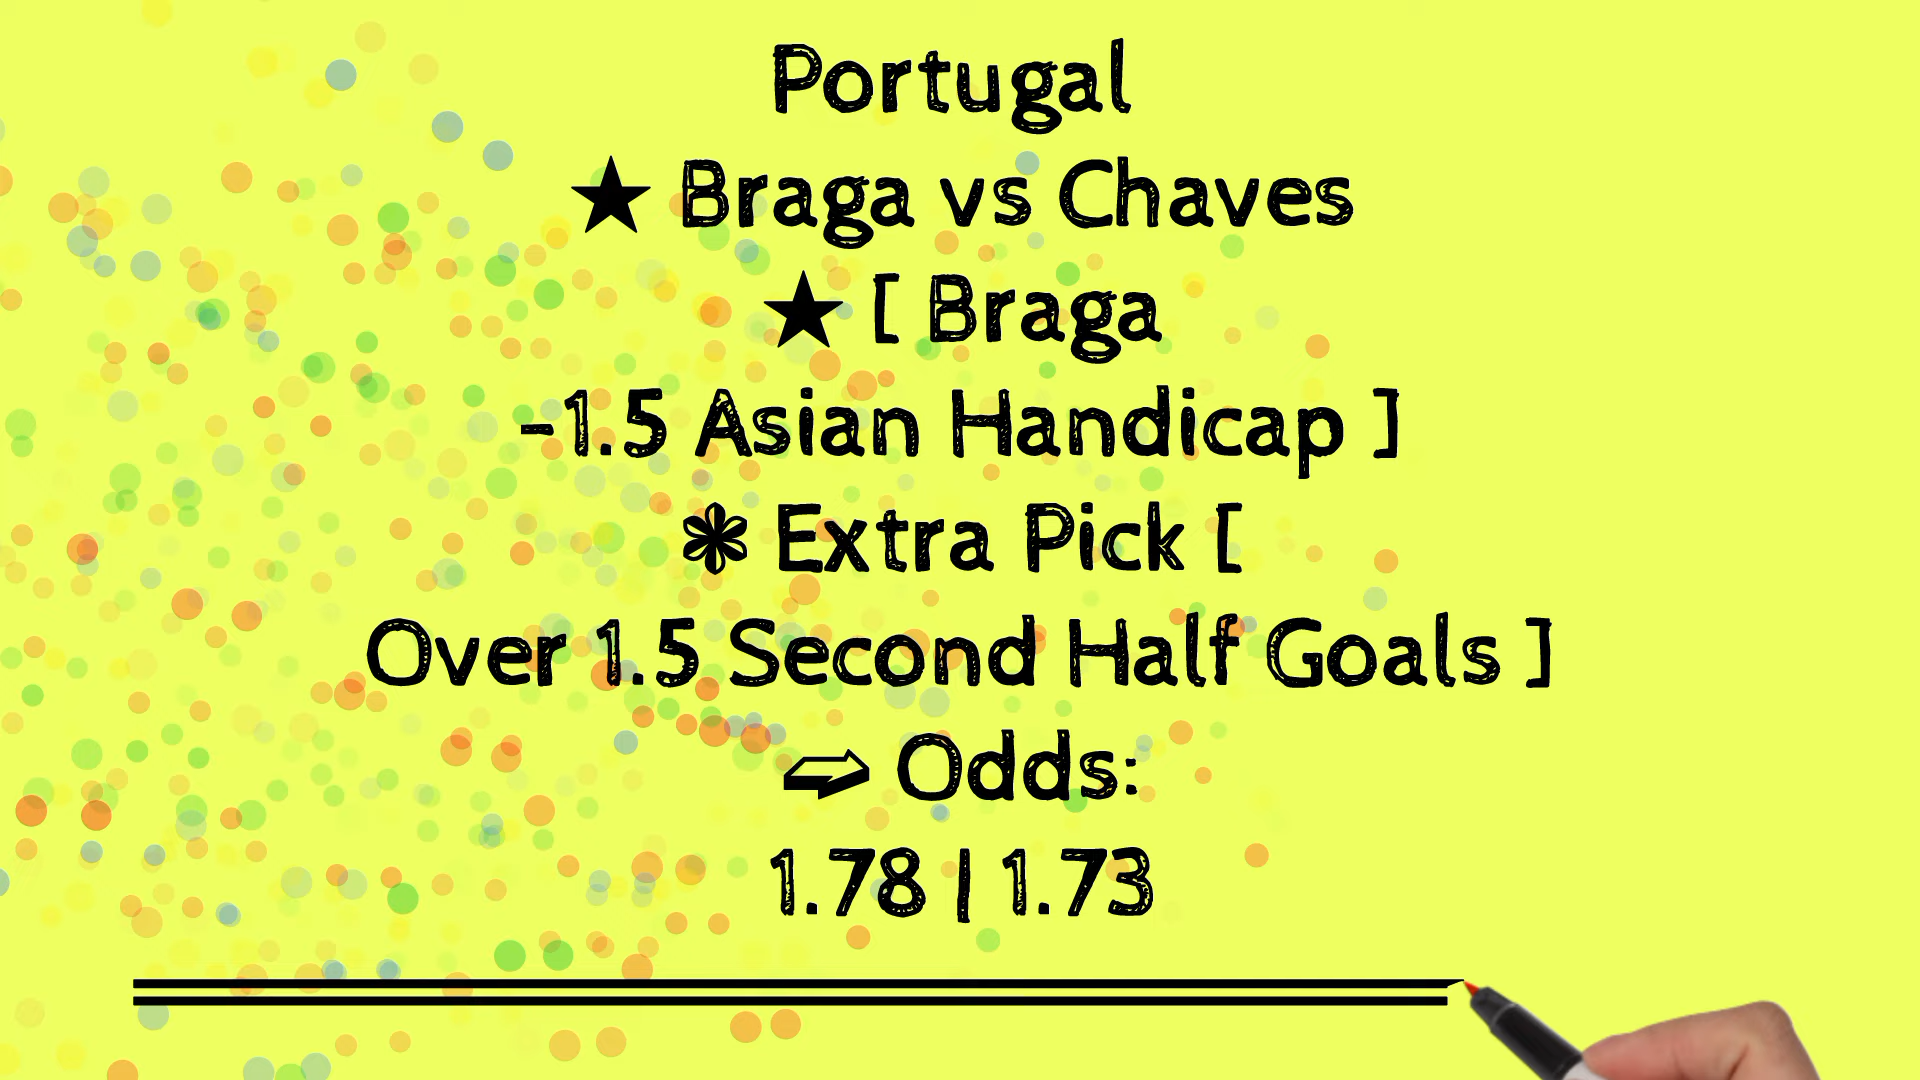 Portugal
★ Braga vs Chaves
★ [ Braga
-1.5 Asian Handicap ]
❃ Extra Pick [
Over 1.5 Second Half Goals ]
➫ Odds:
1.78 | 1.73